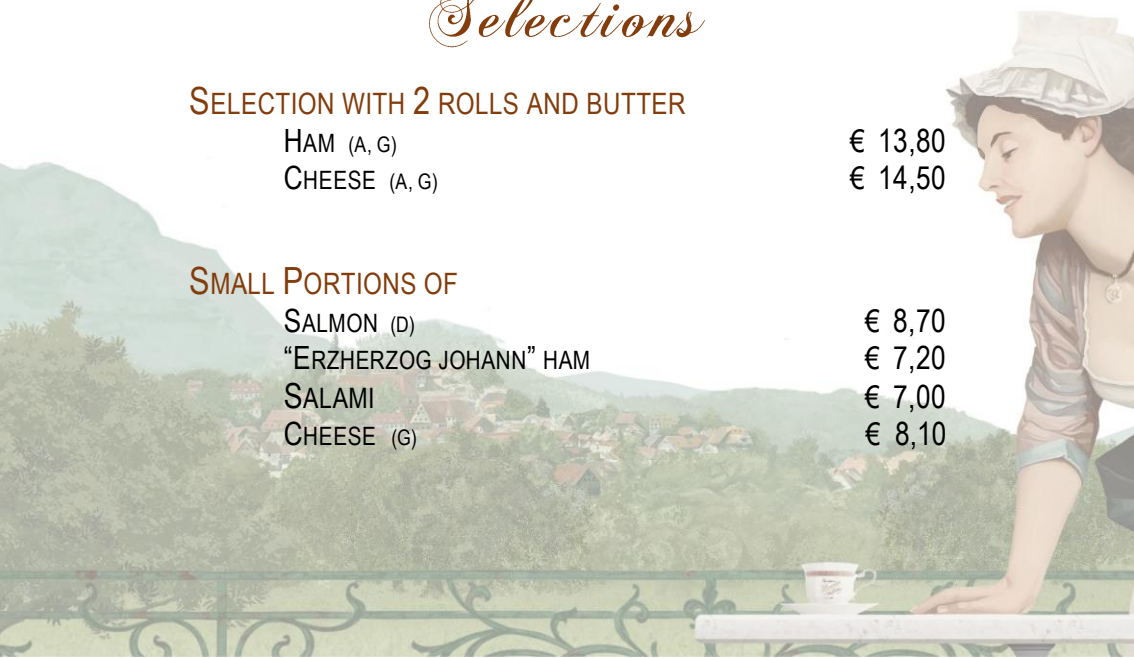 Selections
SELECTION WITH 2 ROLLS AND BUTTER
HAM (A, G) € 13,80
CHEESE (A, G) € 14,50
SMALL PORTIONS OF
SALMON (D) € 8,70
“ERZHERZOG JOHANN” HAM € 7,20
SALAMI € 7,00
CHEESE (G) € 8,10